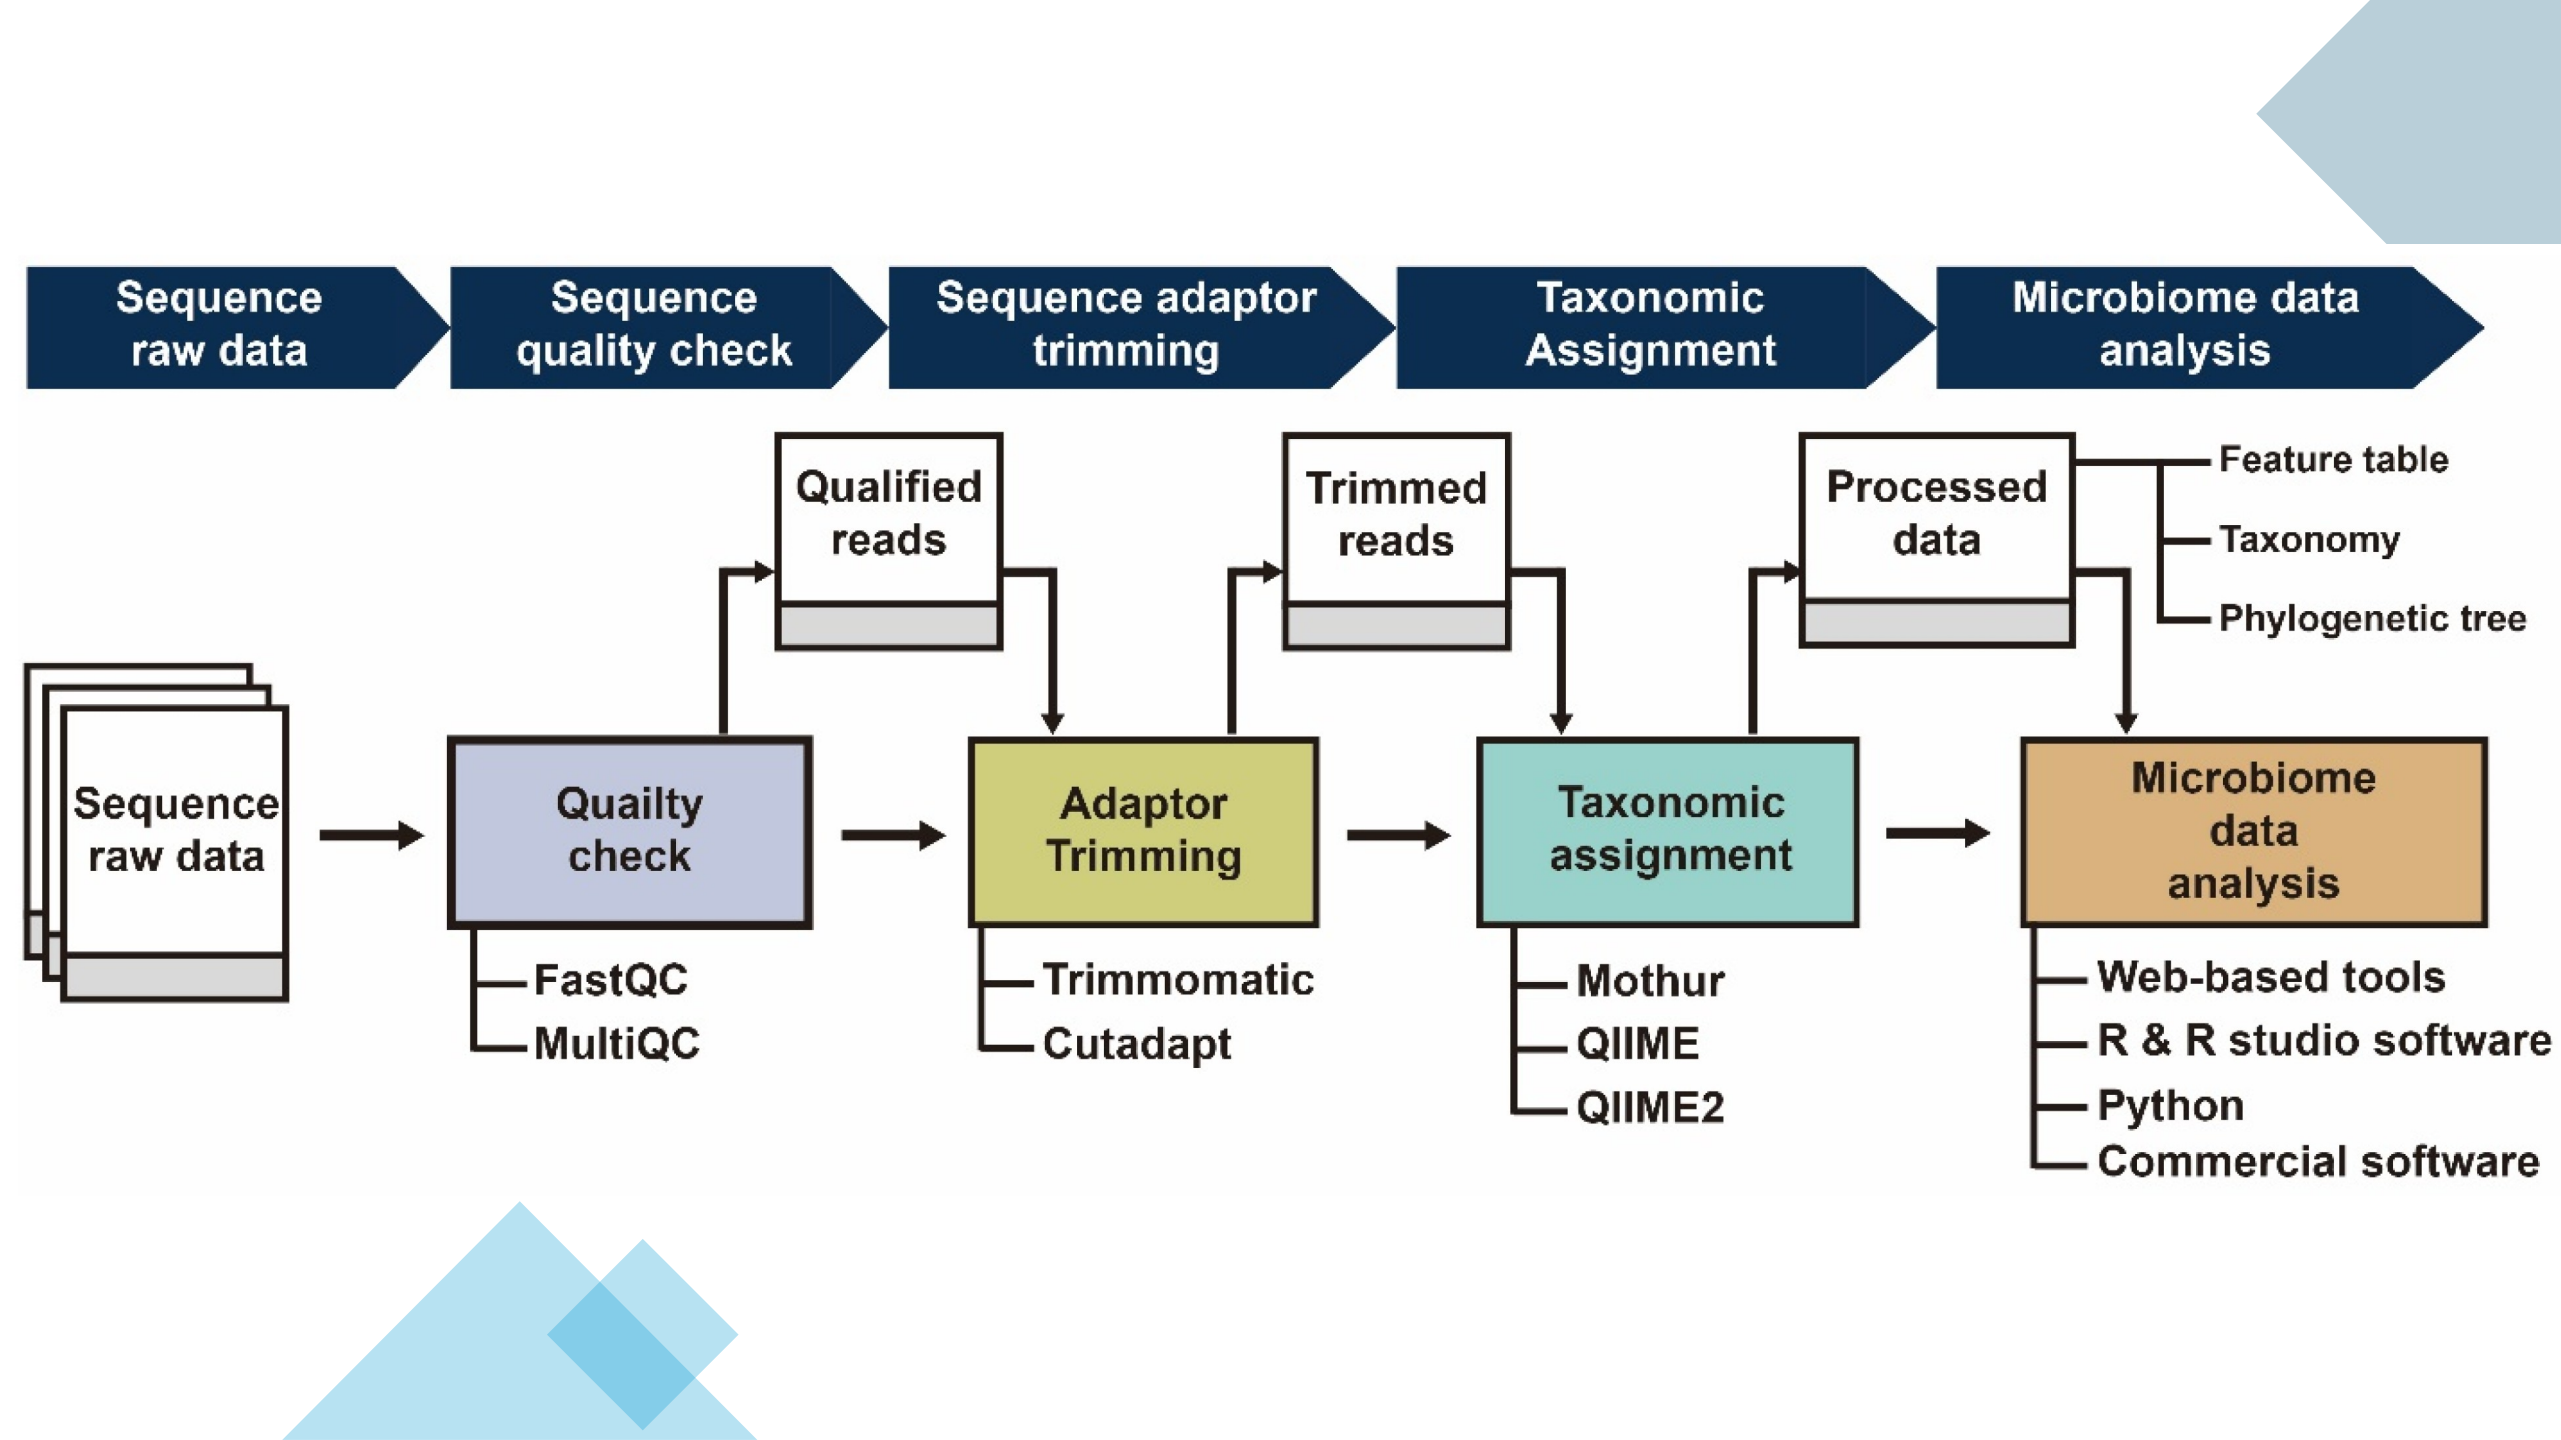 Sequence
raw data
Sequence
quality check
Sequence adaptor
trimming
Taxonomic
Assignment
Microbiome data
analysis
Qualified
reads
Trimmed
reads
Processed
data
Feature table
Taxonomy
Phylogenetic tree
Sequence
raw data
Quailty
check
Adaptor
Trimming
Taxonomic
assignment
Microbiome
data
analysis
FastQC
MultiQC
Trimmomatic
Cutadapt
Mothur
QIIME
QIIME2
Web-based tools
R & R studio software
Python
Commercial software